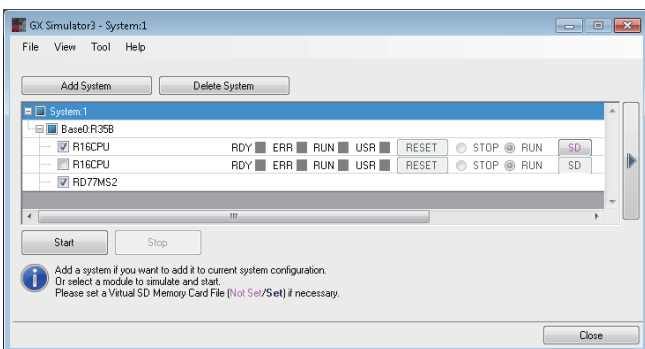 GX Simulator3 - System:1
File View Tool Help
Add System Delete System
System:1
Base0:R35B
R16CPU RDY ERR RUN USR RESET STOP RUN SD
R16CPU RDY ERR RUN USR RESET STOP RUN SD
RD77MS2
Start Stop
Add a system if you want to add it to current system configuration.
Or select a module to simulate and start.
Please set a Virtual SD Memory Card File (Not Set/Set) if necessary.
Close